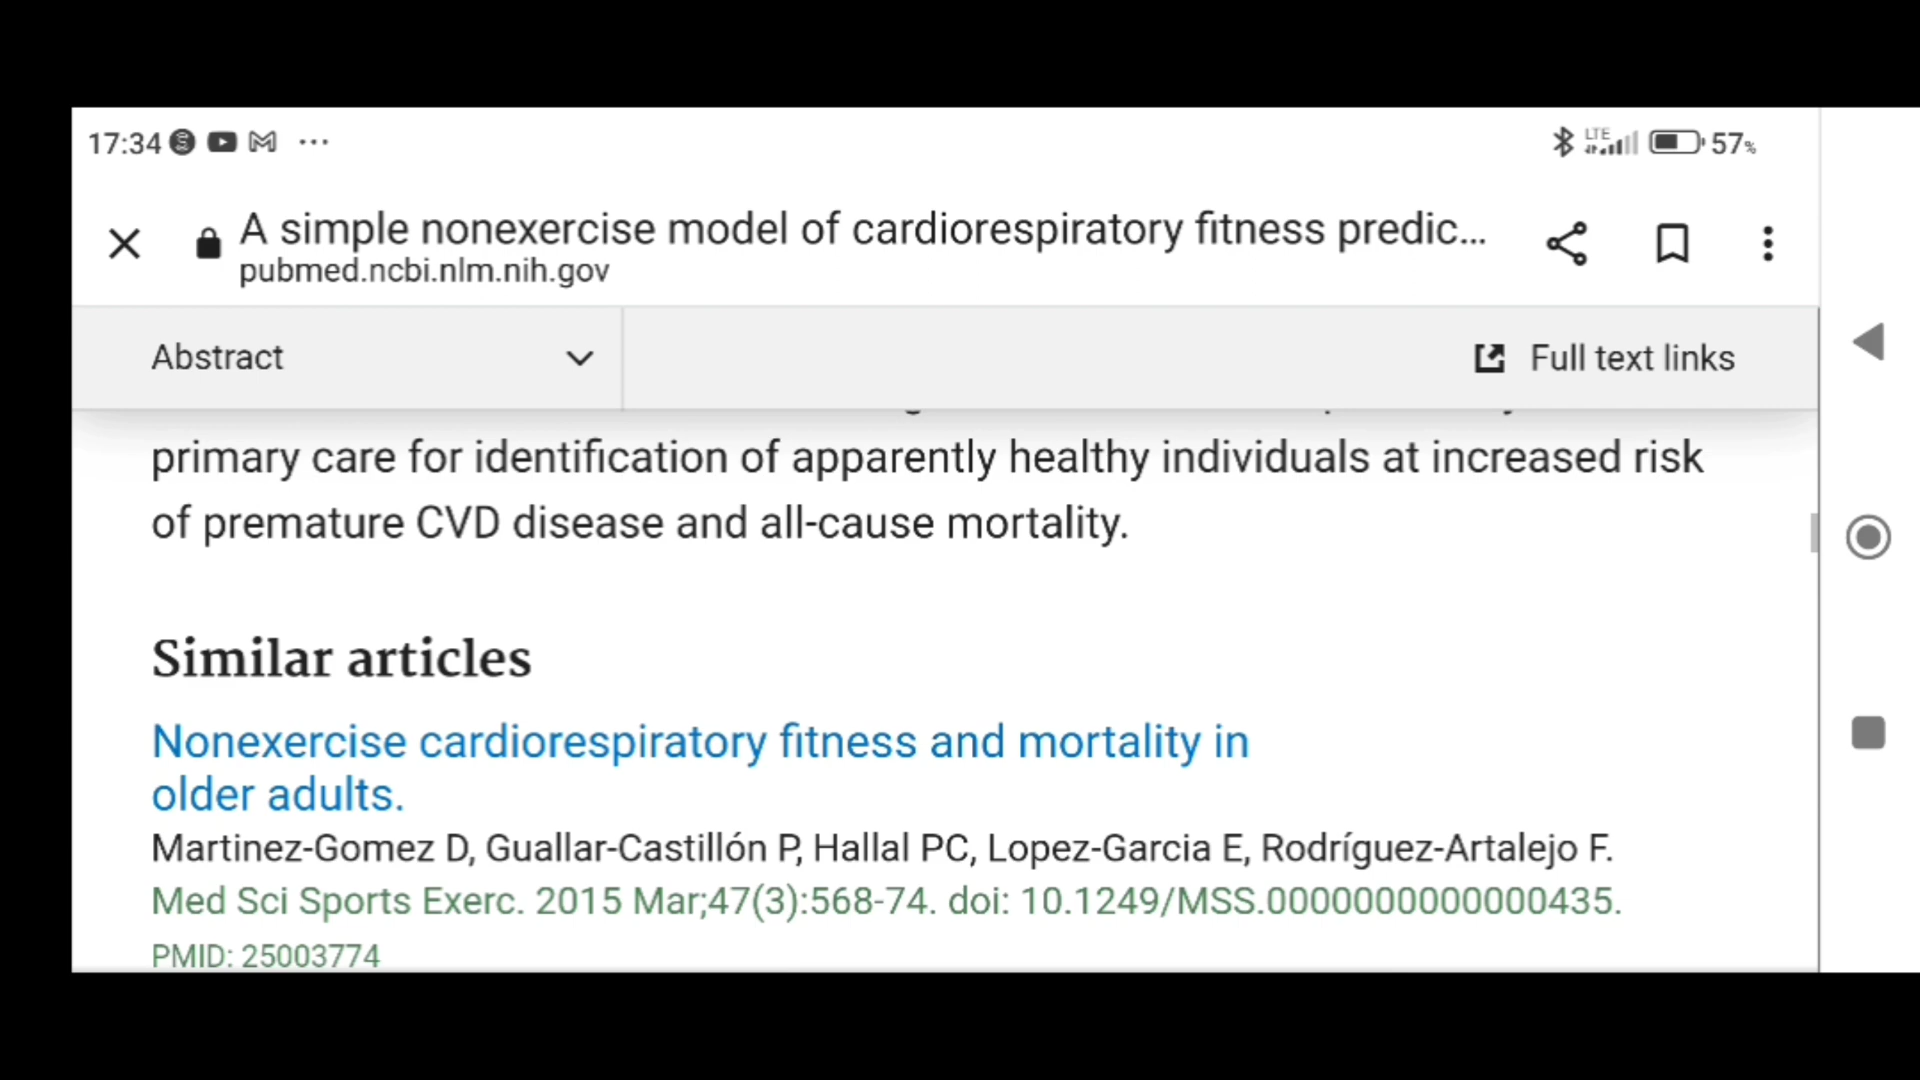 17:34 ...
LTE 57%
A simple nonexercise model of cardiorespiratory fitness predic...
pubmed.ncbi.nlm.nih.gov
Abstract
Full text links
primary care for identification of apparently healthy individuals at increased risk
of premature CVD disease and all-cause mortality.
Similar articles
Nonexercise cardiorespiratory fitness and mortality in
older adults.
Martinez-Gomez D, Guallar-Castillón P, Hallal PC, Lopez-Garcia E, Rodríguez-Artalejo F.
Med Sci Sports Exerc. 2015 Mar;47(3):568-74. doi: 10.1249/MSS.0000000000000435.
PMID: 25003774